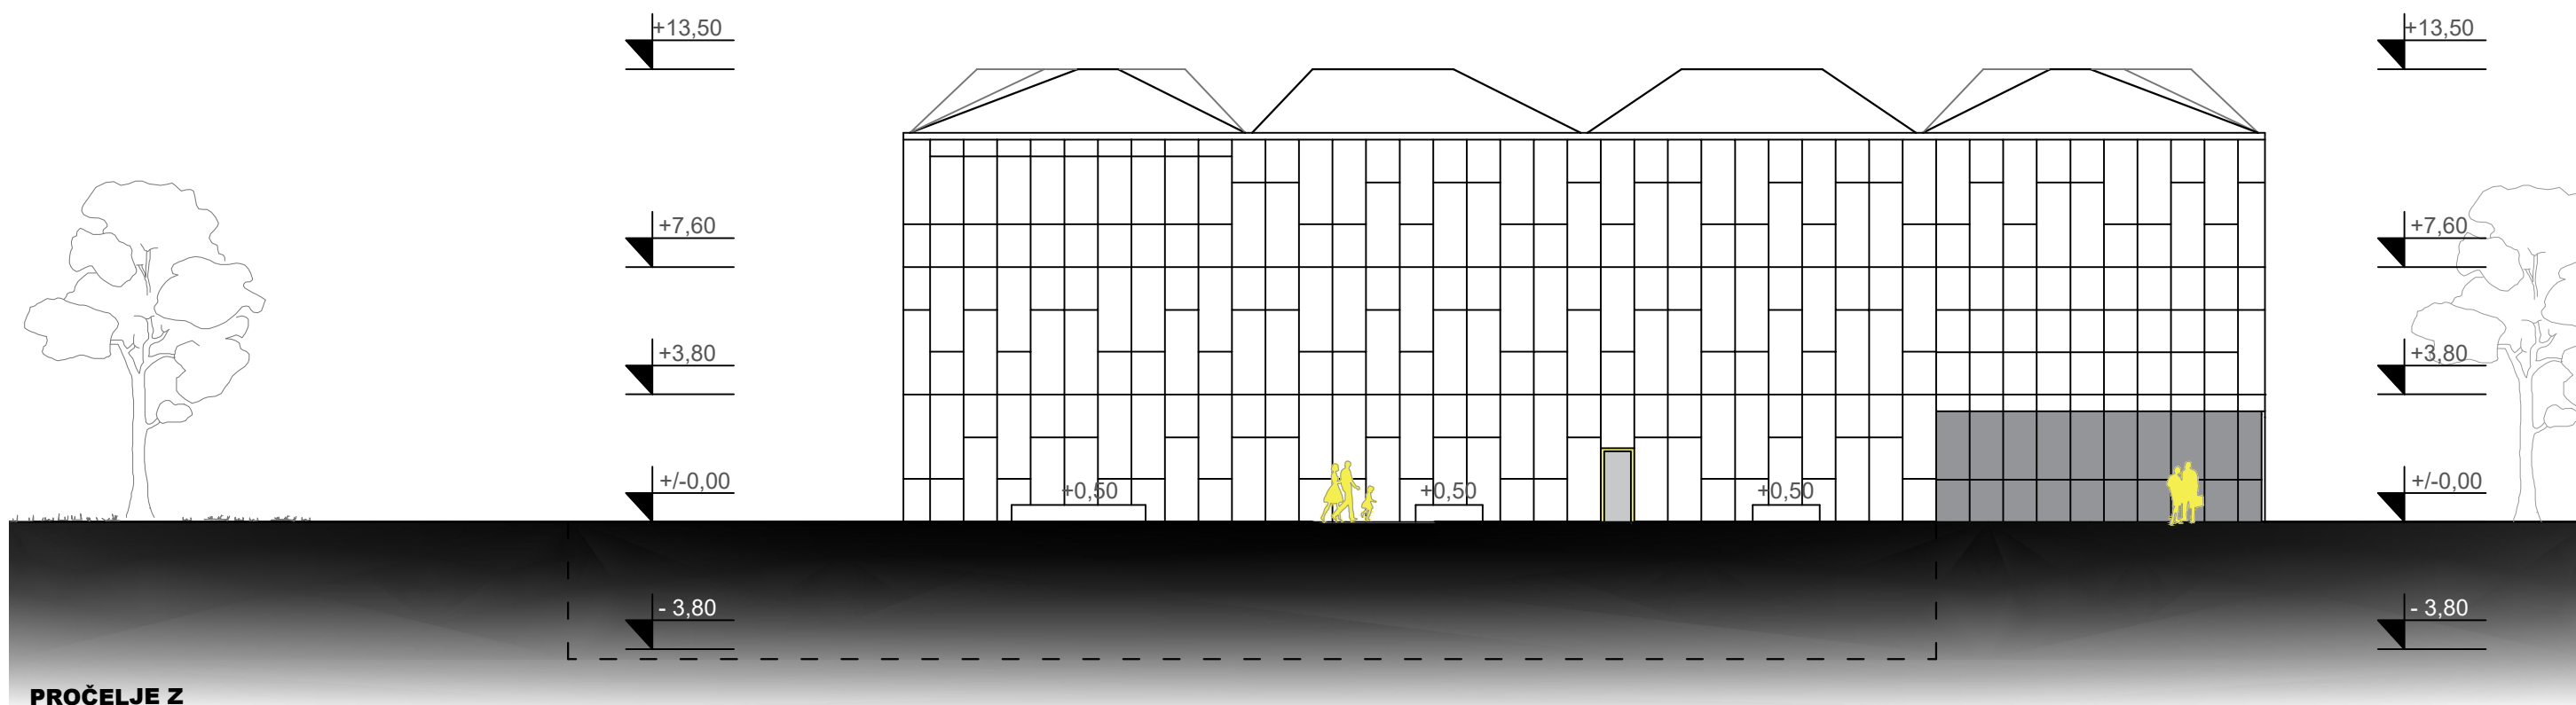 +13,50 +13,50
+7,60 +7,60
+3,80 +3,80
+/-0,00 +0,50 +0,50 +0,50 +/-0,00
- 3,80 - 3,80
PROČELJE Z